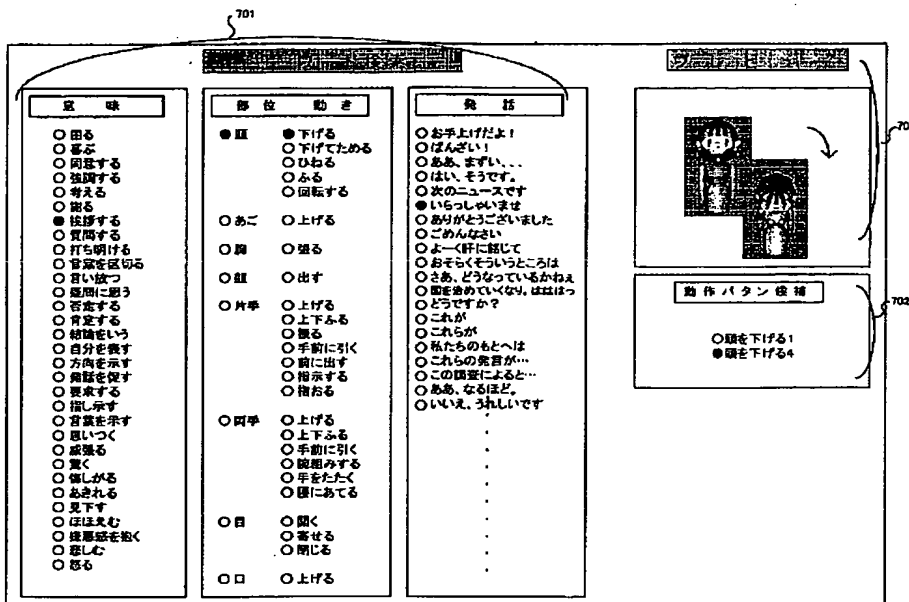 701
意味
○困る
○喜ぶ
○同意する
○強調する
○考える
○謝る
●挨拶する
○質問する
○打ち明ける
○言葉を区切る
○言い放つ
○疑問に思う
○否定する
○肯定する
○結論をいう
○自分を表す
○方向を示す
○発話を促す
○要求する
○指し示す
○言葉を示す
○思いつく
○威張る
○驚く
○あきれる
○見下す
○ほほえむ
○嫌悪感を抱く
○悲しむ
○怒る
部位 動き
●頭 ●下げる
○下げてためる
○ひねる
○ふる
○回転する
○あご ○上げる
○胸 ○張る
○出す
○片手 ○上げる
○上下ふる
○振る
○手前に引く
○前に出す
○指示する
○指おる
○両手 ○上げる
○上下ふる
○手前に引く
○腕組みする
○手をたたく
○腰にあてる
○目 ○開く
○寄せる
○閉じる
○口 ○上げる
発話
○お手上げだよ!
○ばんざい!
○ああ、まずい、、、
○はい、そうです。
○次のニュースです
●いらっしゃいませ
○ありがとうございました
○ごめんなさい
○よーく肝に銘じて
○おそらくそういうところは
○さあ、どうなっているかねぇ
○国を治めていくなり。はははっ
○どうですか?
○これが
○これらが
○私たちのもとへは
○これらの発言が…
○この調査によると…
○ああ、なるほど。
○いいえ、うれしいです
70
動作パタン候補
○頭を下げる1
●頭を下げる4
702